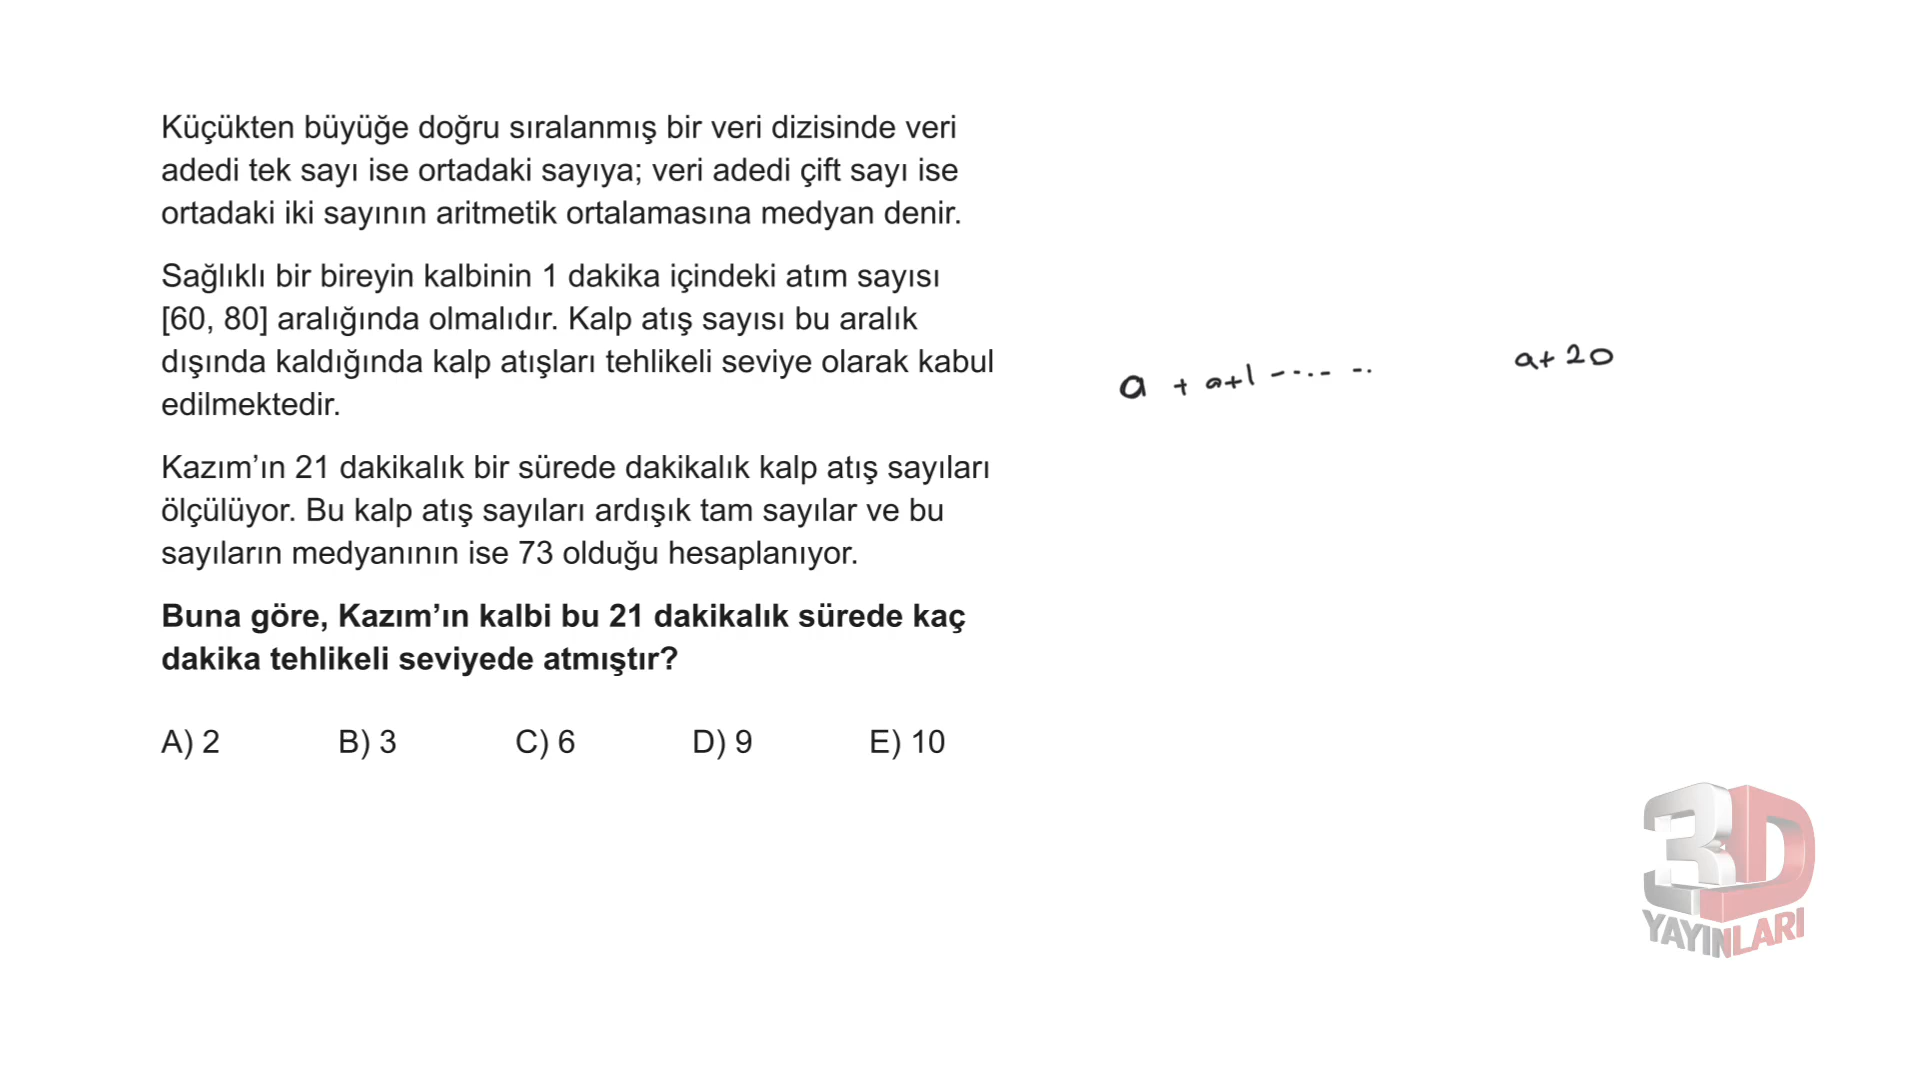 Küçükten büyüğe doğru sıralanmış bir veri dizisinde veri
adedi tek sayı ise ortadaki sayıya; veri adedi çift sayı ise
ortadaki iki sayının aritmetik ortalamasına medyan denir.
Sağlıklı bir bireyin kalbinin 1 dakika içindeki atım sayısı
[60, 80] aralığında olmalıdır. Kalp atış sayısı bu aralık
dışında kaldığında kalp atışları tehlikeli seviye olarak kabul
edilmektedir.
Kazım’ın 21 dakikalık bir sürede dakikalık kalp atış sayıları
ölçülüyor. Bu kalp atış sayıları ardışık tam sayılar ve bu
sayıların medyanının ise 73 olduğu hesaplanıyor.
Buna göre, Kazım’ın kalbi bu 21 dakikalık sürede kaç
dakika tehlikeli seviyede atmıştır?
A) 2 B) 3 C) 6 D) 9 E) 10
a + a+1 ------- -.. a+20
3D
YAYINLARI